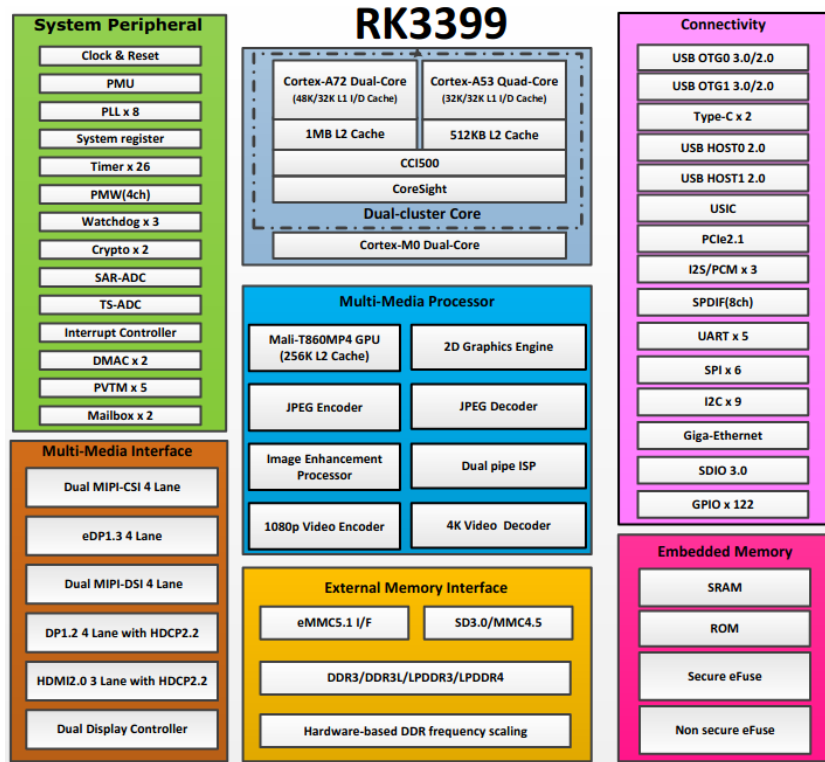 RK3399
System Peripheral
Clock & Reset
PMU
PLL x 8
System register
Timer x 26
PMW(4ch)
Watchdog x 3
Crypto x 2
SAR-ADC
TS-ADC
Interrupt Controller
DMAC x 2
PVTM x 5
Mailbox x 2
Multi-Media Interface
Dual MIPI-CSI 4 Lane
eDP1.3 4 Lane
Dual MIPI-DSI 4 Lane
DP1.2 4 Lane with HDCP2.2
HDMI2.0 3 Lane with HDCP2.2
Dual Display Controller
Cortex-A72 Dual-Core
(48K/32K L1 I/D Cache)
1MB L2 Cache
Cortex-A53 Quad-Core
(32K/32K L1 I/D Cache)
512KB L2 Cache
CCI500
CoreSight
Dual-cluster Core
Cortex-M0 Dual-Core
Multi-Media Processor
Mali-T860MP4 GPU
(256K L2 Cache)
2D Graphics Engine
JPEG Encoder
JPEG Decoder
Image Enhancement
Processor
Dual pipe ISP
1080p Video Encoder
4K Video Decoder
External Memory Interface
eMMC5.1 I/F
SD3.0/MMC4.5
DDR3/DDR3L/LPDDR3/LPDDR4
Hardware-based DDR frequency scaling
Connectivity
USB OTG0 3.0/2.0
USB OTG1 3.0/2.0
Type-C x 2
USB HOST0 2.0
USB HOST1 2.0
USIC
PCIe2.1
I2S/PCM x 3
SPDIF(8ch)
UART x 5
SPI x 6
I2C x 9
Giga-Ethernet
SDIO 3.0
GPIO x 122
Embedded Memory
SRAM
ROM
Secure eFuse
Non secure eFuse